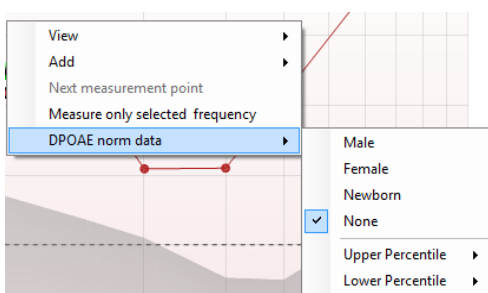 View
Add
Next measurement point
Measure only selected frequency
DPOAE norm data
Male
Female
Newborn
None
Upper Percentile
Lower Percentile